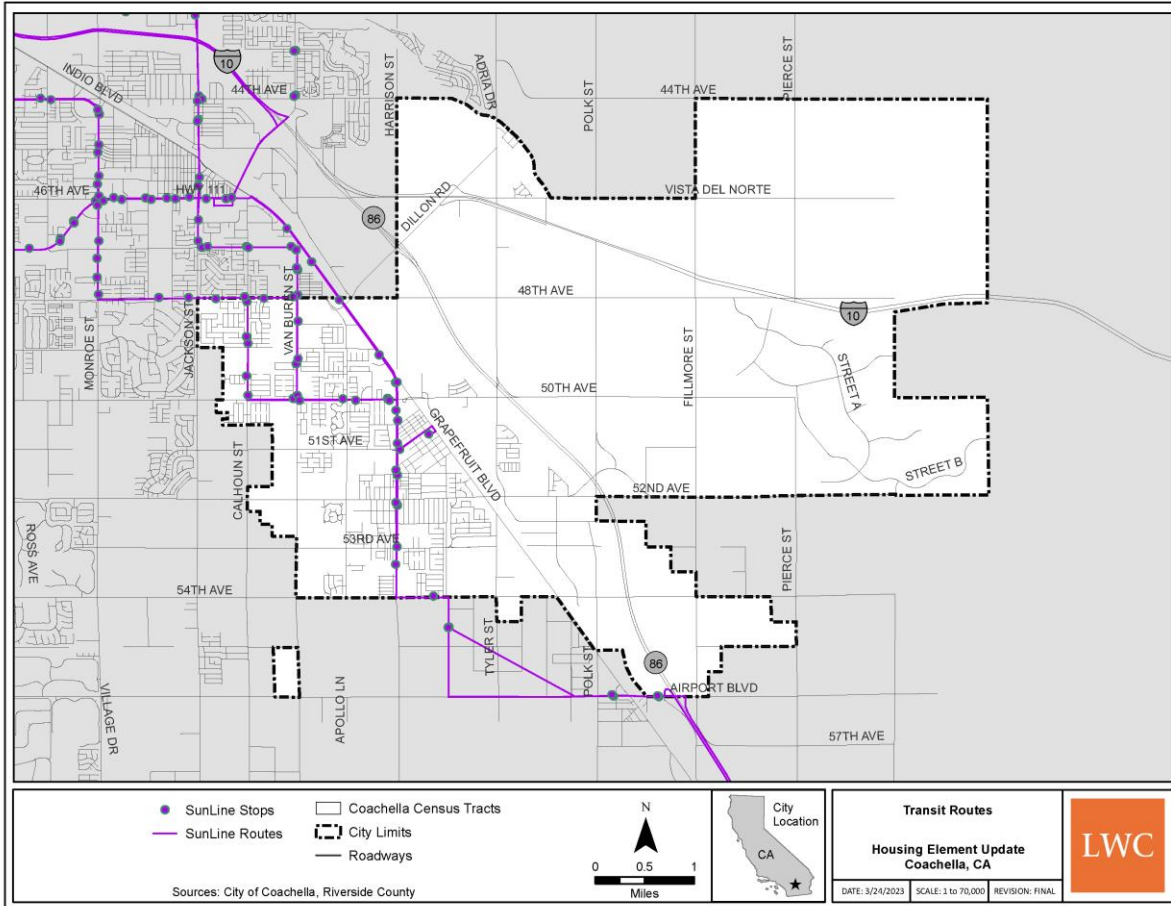 10
44TH AVE
INDIO BLVD
HARRISON ST
ADRIA DR
POLK ST
44TH AVE
PIERCE ST
46TH AVE
HWY 111
VISTA DEL NORTE
DILLON RD
86
MONROE ST
JACKSON ST
VAN BUREN ST
48TH AVE
10
FILLMORE ST
STREET A
50TH AVE
GRAPEFRUIT BLVD
51ST AVE
CALHOUN ST
STREET B
52ND AVE
ROSS AVE
53RD AVE
54TH AVE
PIERCE ST
TYLER ST
POLK ST
86
VILLAGE DR
APOLLO LN
AIRPORT BLVD
57TH AVE
SunLine Stops
SunLine Routes
Coachella Census Tracts
City Limits
Roadways
Sources: City of Coachella, Riverside County
N
0 0.5 1
Miles
City
Location
CA
Transit Routes
Housing Element Update
Coachella, CA
DATE: 3/24/2023 SCALE: 1 to 70,000 REVISION: FINAL
LWC